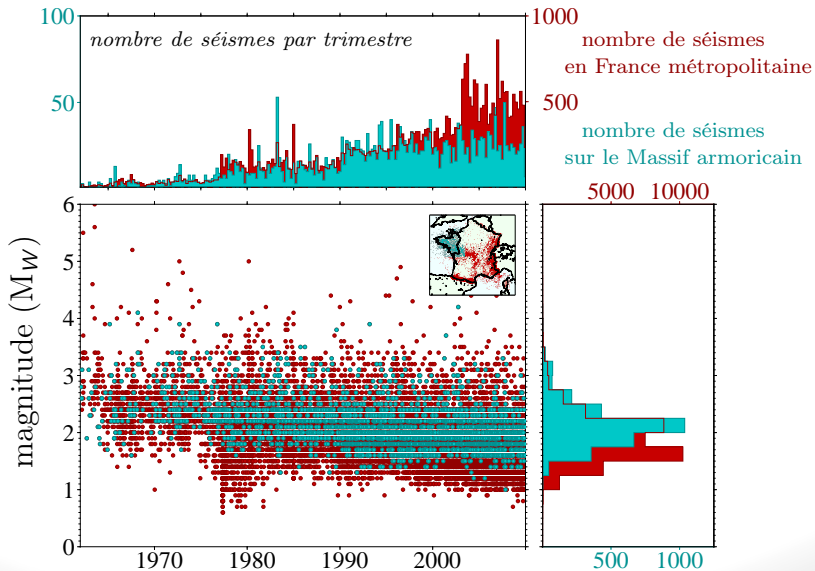 100
50
nombre de séismes par trimestre
1000
500
nombre de séismes
en France métropolitaine
nombre de séismes
sur le Massif armoricain
5000 10000
magnitude (Mw)
6
5
4
3
2
1
0
1970 1980 1990 2000
500 1000